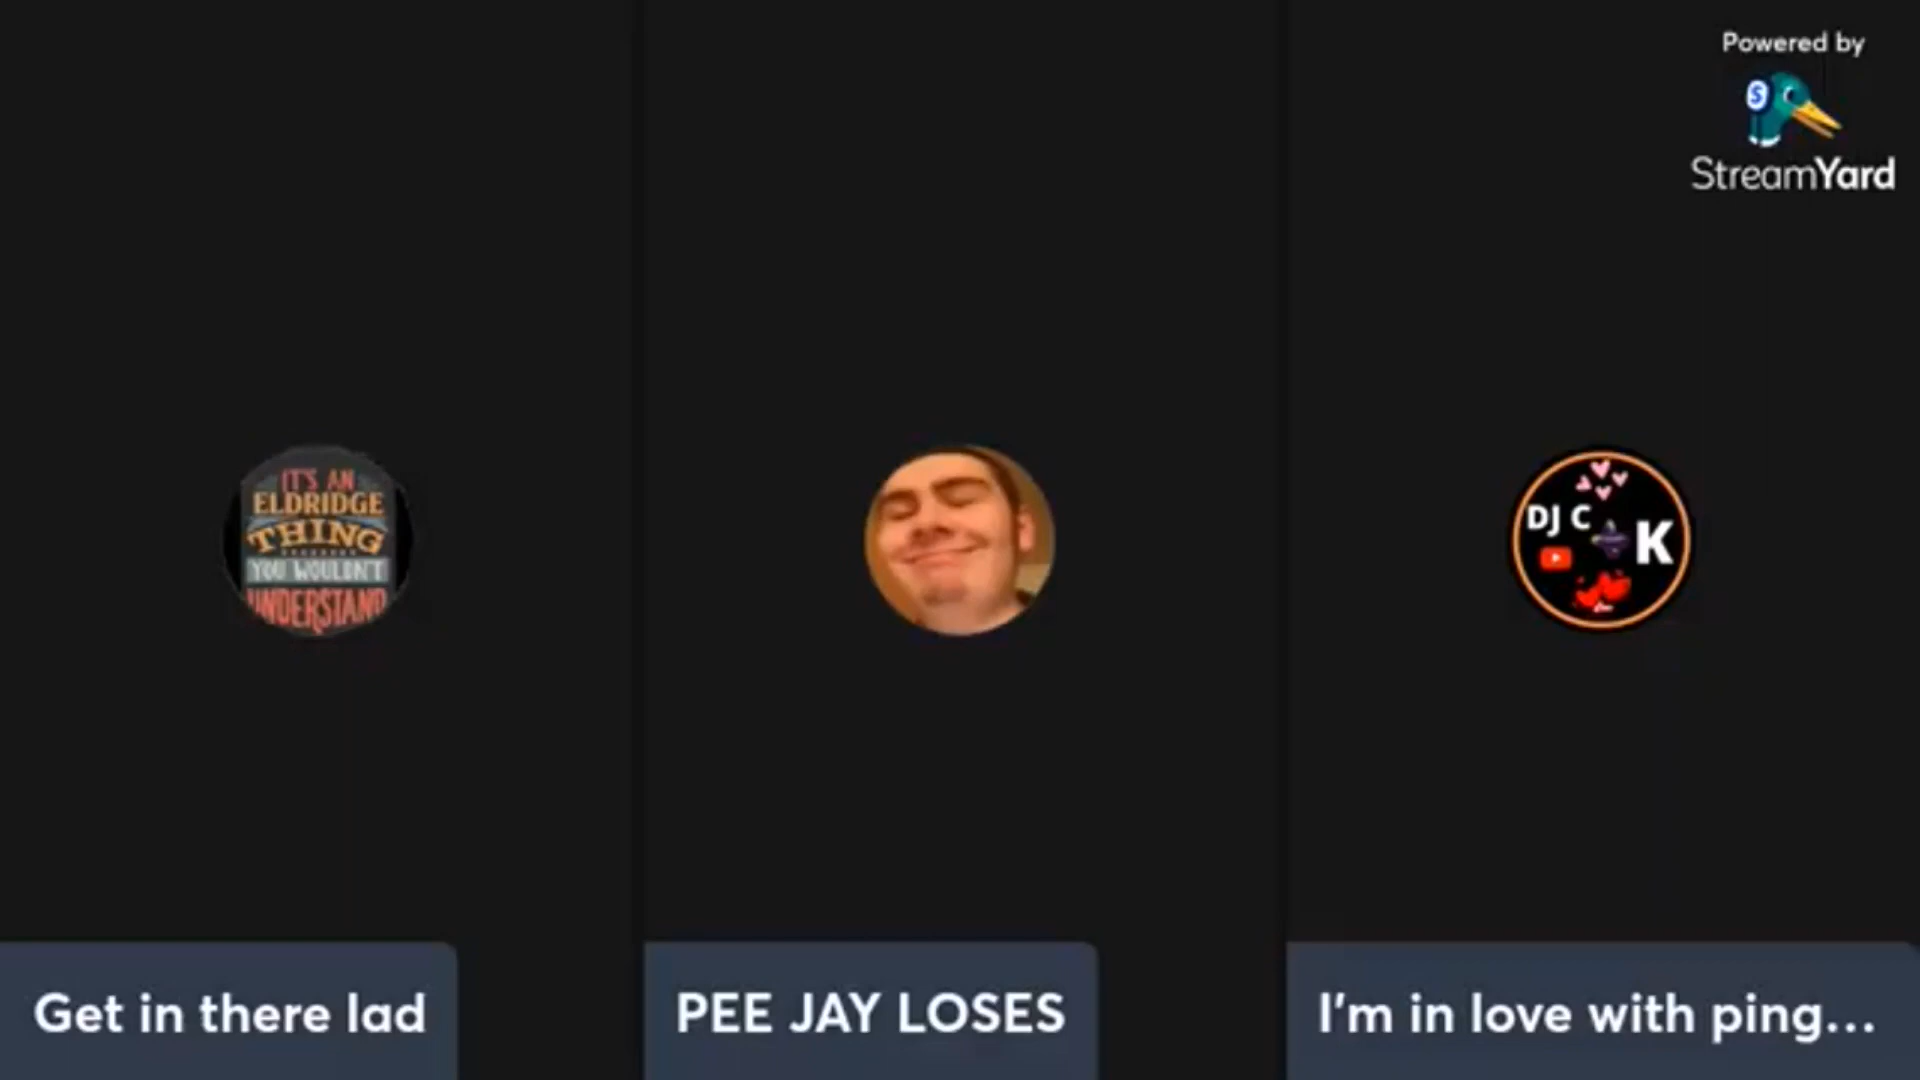 Powered by
S
StreamYard
IT'S AN
ELDRIDGE
THING
YOU WOULDN'T
UNDERSTAND
DJ C
K
Get in there lad
PEE JAY LOSES
I'm in love with ping...